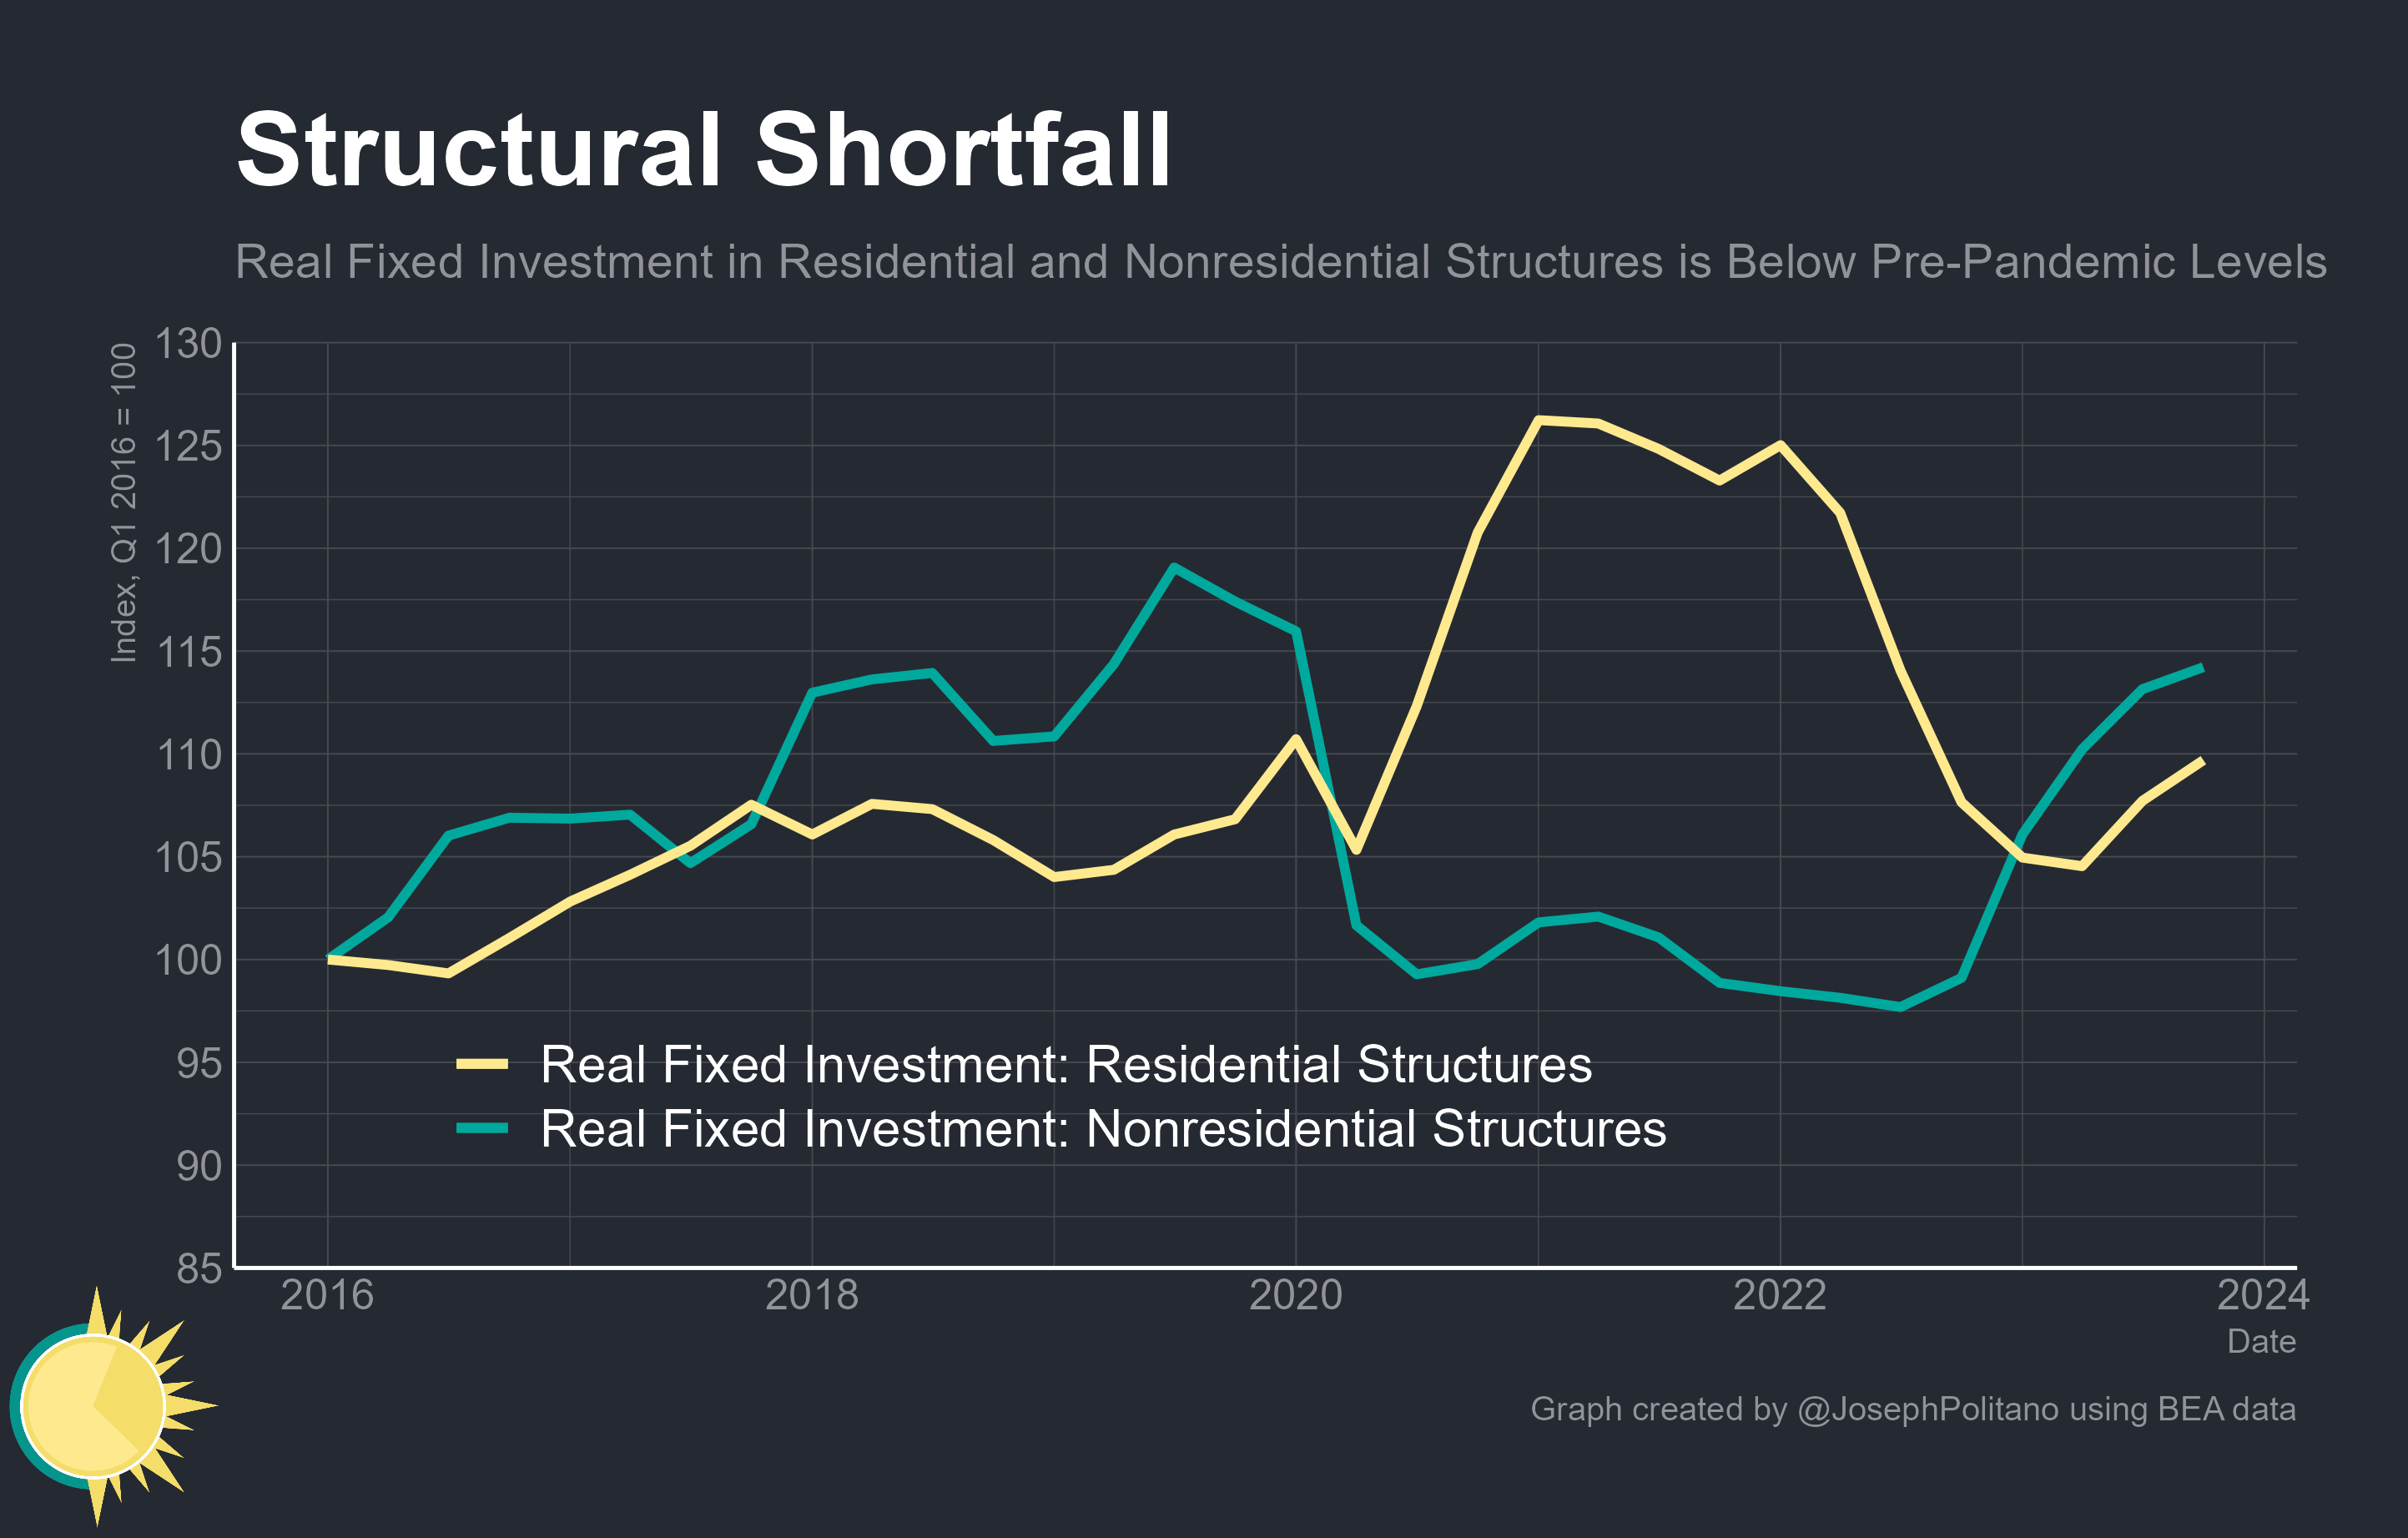 Structural Shortfall
Real Fixed Investment in Residential and Nonresidential Structures is Below Pre-Pandemic Levels
Index, Q1 2016 = 100
130
125
120
115
110
105
100
95
90
85
Real Fixed Investment: Residential Structures
Real Fixed Investment: Nonresidential Structures
2016 2018 2020 2022 2024
Date
Graph created by @JosephPolitano using BEA data